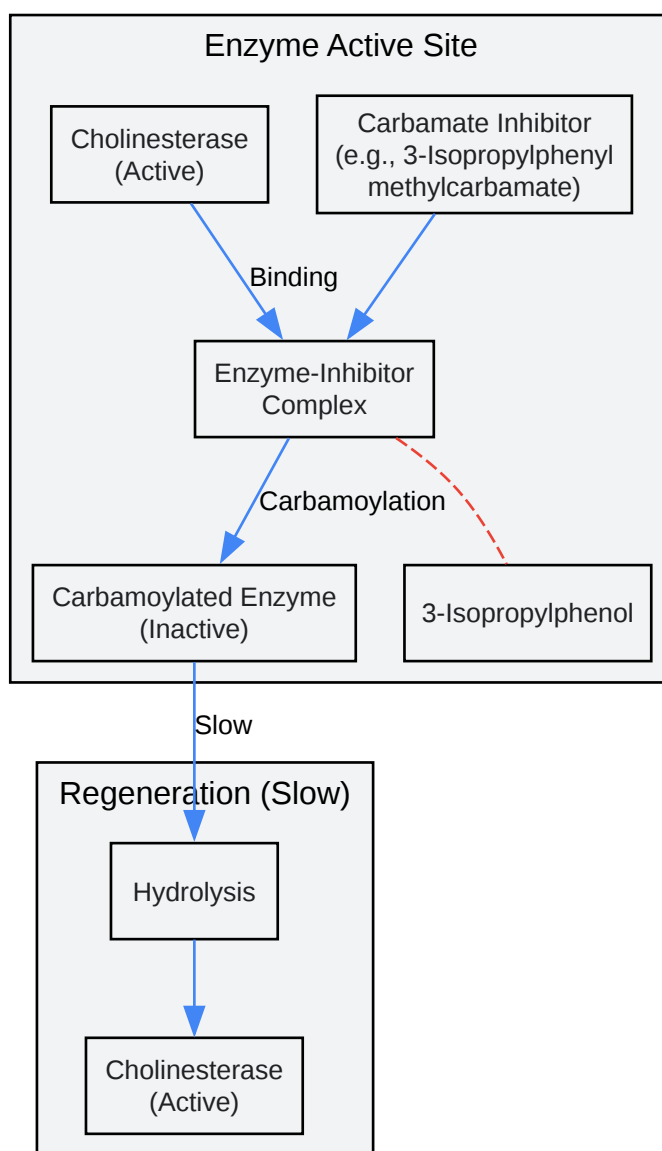 Enzyme Active Site
Cholinesterase
(Active)
Carbamate Inhibitor
(e.g., 3-Isopropylphenyl
methylcarbamate)
Binding
Enzyme-Inhibitor
Complex
Carbamoylation
Carbamoylated Enzyme
(Inactive)
3-Isopropylphenol
Slow
Regeneration (Slow)
Hydrolysis
Cholinesterase
(Active)